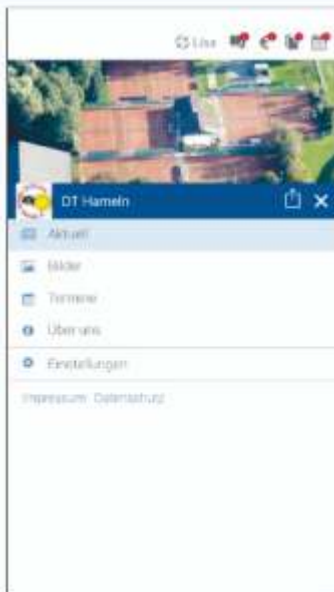 Live
DT Hameln
Aktuell
Bilder
Termine
Über uns
Einstellungen
Impressum Datenschutz